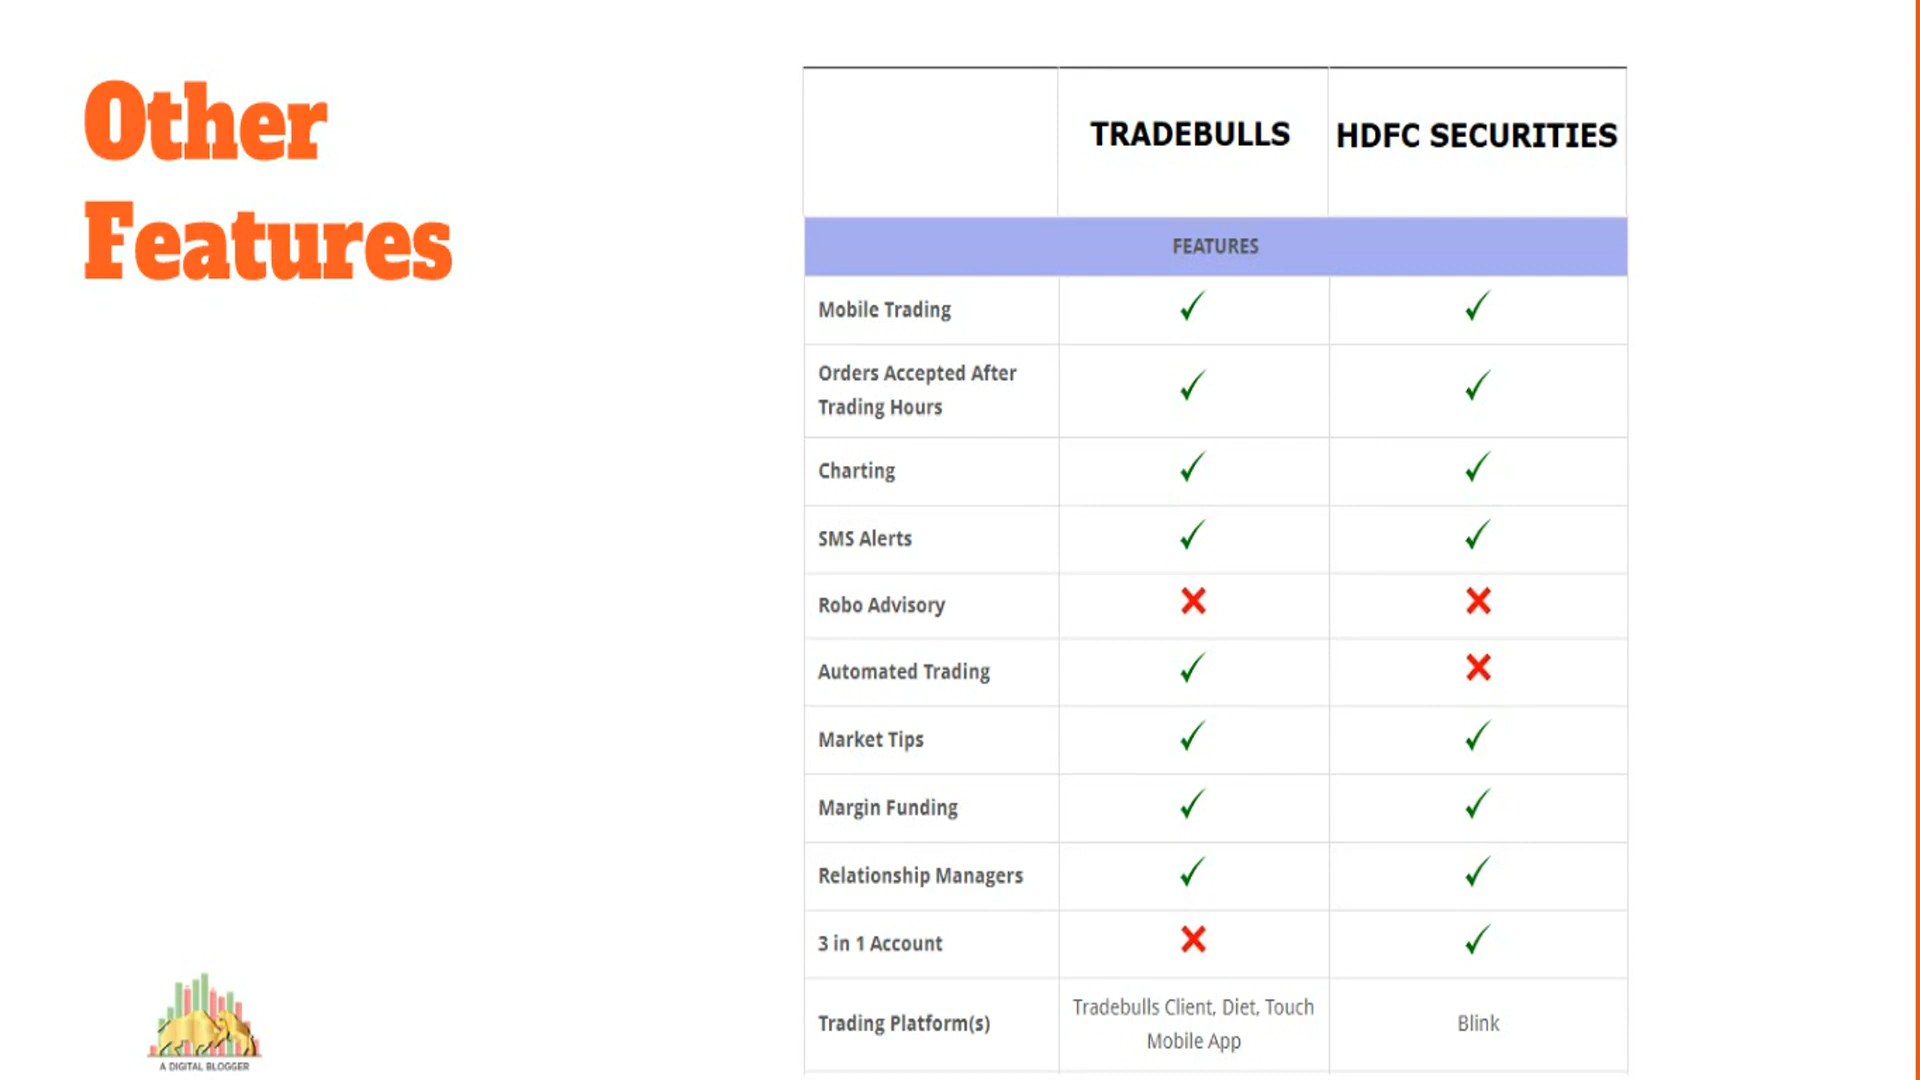 Other
Features
TRADEBULLS HDFC SECURITIES
FEATURES
Mobile Trading ✓ ✓
Orders Accepted After
Trading Hours ✓ ✓
Charting ✓ ✓
SMS Alerts ✓ ✓
Robo Advisory ✗ ✗
Automated Trading ✓ ✗
Market Tips ✓ ✓
Margin Funding ✓ ✓
Relationship Managers ✓ ✓
3 in 1 Account ✗ ✓
Trading Platform(s) Tradebulls Client, Diet, Touch
Mobile App Blink
A DIGITAL BLOGGER